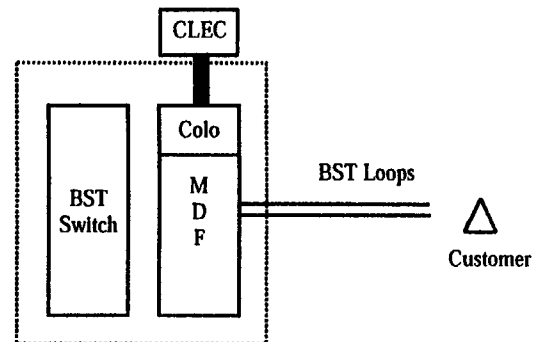 CLEC
Colo
BST
Switch
M
D
F
BST Loops
Customer